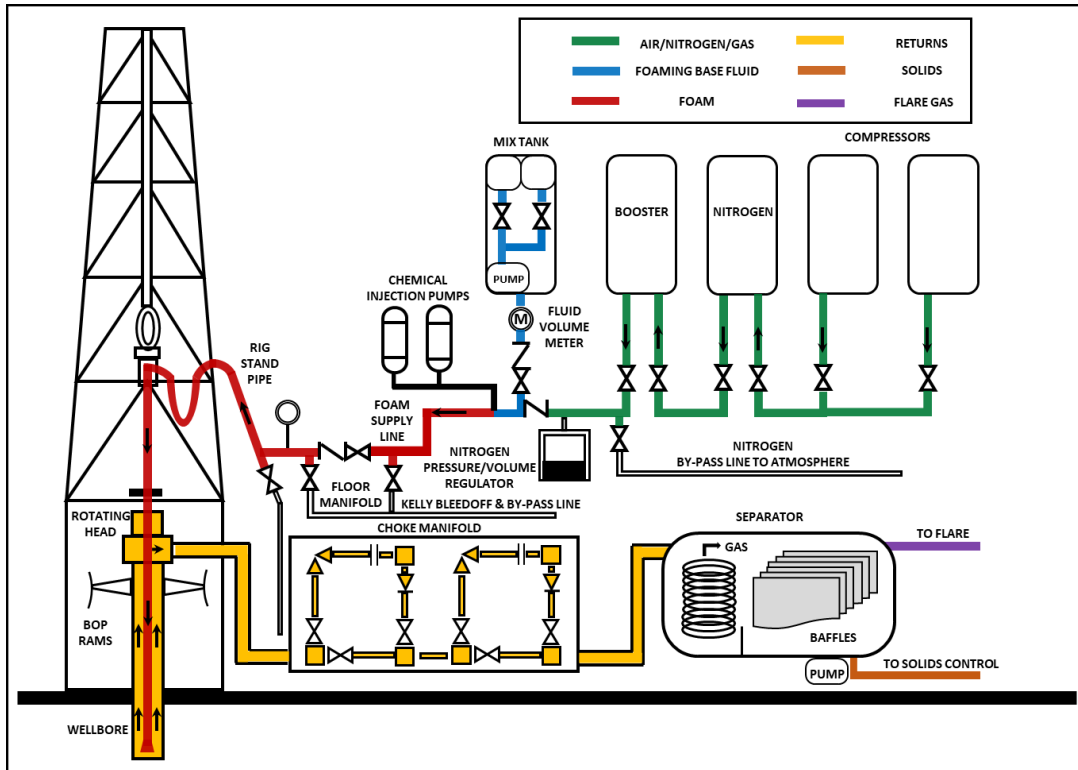 AIR/NITROGEN/GAS
RETURNS
FOAMING BASE FLUID
SOLIDS
FOAM
FLARE GAS
MIX TANK
COMPRESSORS
BOOSTER
NITROGEN
PUMP
CHEMICAL
INJECTION PUMPS
M
FLUID
VOLUME
METER
RIG
STAND
PIPE
FOAM
SUPPLY
LINE
NITROGEN
PRESSURE/VOLUME
REGULATOR
NITROGEN
BY-PASS LINE TO ATMOSPHERE
FLOOR
MANIFOLD
KELLY BLEEDOFF & BY-PASS LINE
ROTATING
HEAD
CHOKE MANIFOLD
SEPARATOR
TO FLARE
GAS
BOP
RAMS
BAFFLES
PUMP
TO SOLIDS CONTROL
WELLBORE